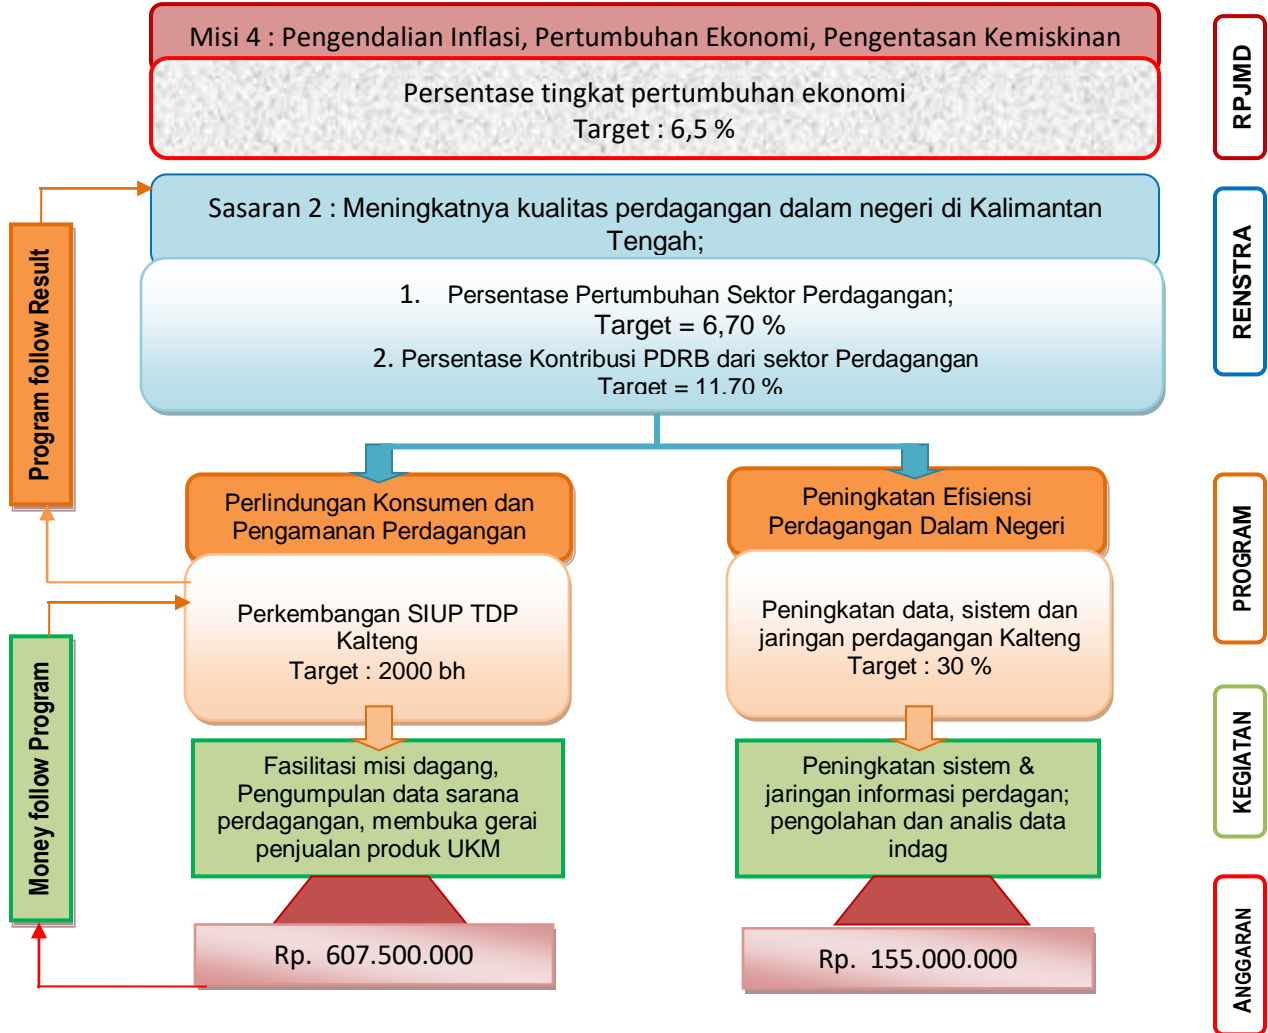 Misi 4 : Pengendalian Inflasi, Pertumbuhan Ekonomi, Pengentasan Kemiskinan
Persentase tingkat pertumbuhan ekonomi
Target : 6,5 %
RPJMD
Sasaran 2 : Meningkatnya kualitas perdagangan dalam negeri di Kalimantan
Tengah;
1. Persentase Pertumbuhan Sektor Perdagangan;
Target = 6,70 %
2. Persentase Kontribusi PDRB dari sektor Perdagangan
Target = 11.70 %
RENSTRA
Program follow Result
Perlindungan Konsumen dan
Pengamanan Perdagangan
Perkembangan SIUP TDP
Kalteng
Target : 2000 bh
Peningkatan Efisiensi
Perdagangan Dalam Negeri
Peningkatan data, sistem dan
jaringan perdagangan Kalteng
Target : 30 %
PROGRAM
Money follow Program
Fasilitasi misi dagang,
Pengumpulan data sarana
perdagangan, membuka gerai
penjualan produk UKM
Peningkatan sistem &
jaringan informasi perdagan;
pengolahan dan analis data
indag
KEGIATAN
Rp. 607.500.000
Rp. 155.000.000
ANGGARAN